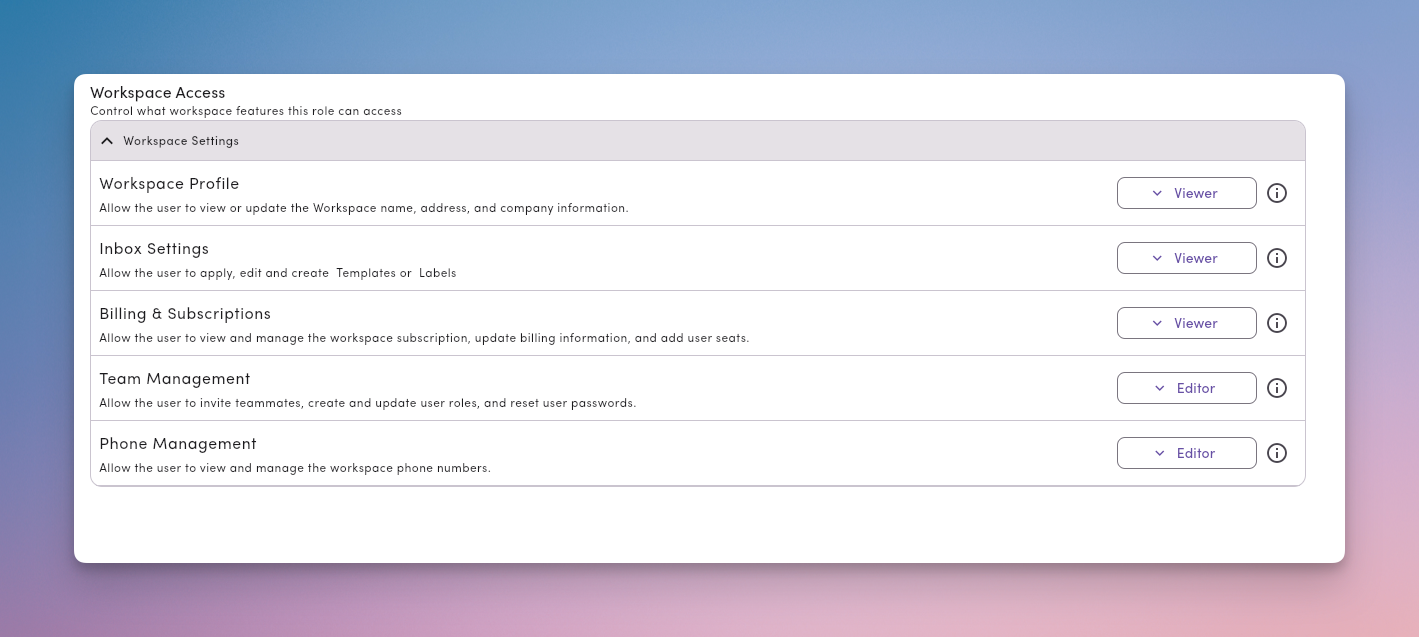 Workspace Access
Control what workspace features this role can access
Workspace Settings
Workspace Profile
Allow the user to view or update the Workspace name, address, and company information.
Viewer
Inbox Settings
Allow the user to apply, edit and create  Templates or  Labels
Viewer
Billing & Subscriptions
Allow the user to view and manage the workspace subscription, update billing information, and add user seats.
Viewer
Team Management
Allow the user to invite teammates, create and update user roles, and reset user passwords.
Editor
Phone Management
Allow the user to view and manage the workspace phone numbers.
Editor